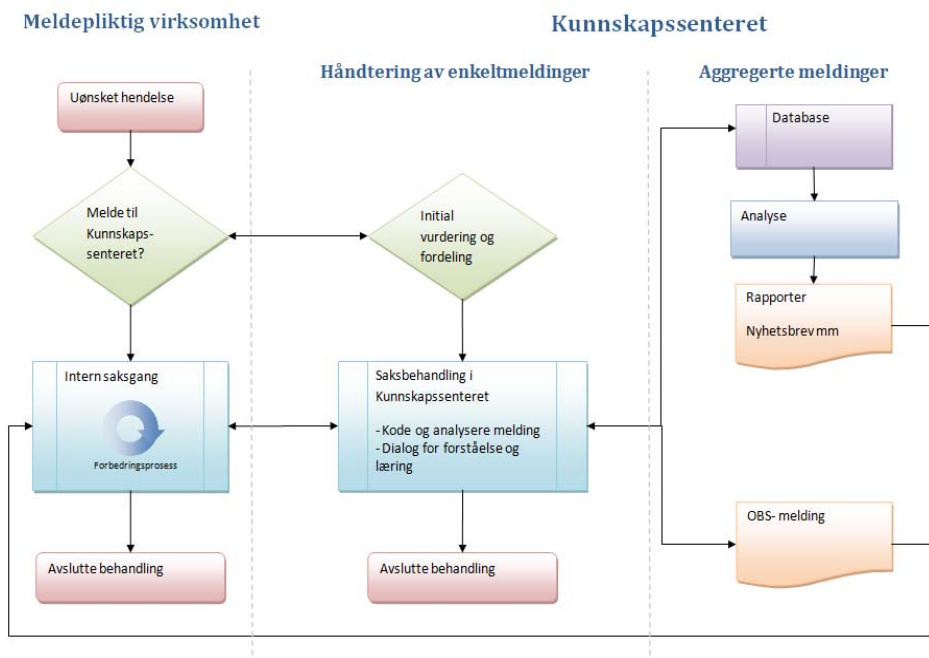 Meldepliktig virksomhet
Kunnskapssenteret
Håndtering av enkeltmeldinger
Aggregerte meldinger
Uønsket hendelse
Melde til
Kunnskaps-
senteret?
Intern saksgang
Forbedringsprosess
Avslutte behandling
Initial
vurdering og
fordeling
Saksbehandling i
Kunnskapssenteret
- Kode og analysere melding
- Dialog for forståelse og
læring
Avslutte behandling
Database
Analyse
Rapporter
Nyhetsbrev mm
OBS- melding